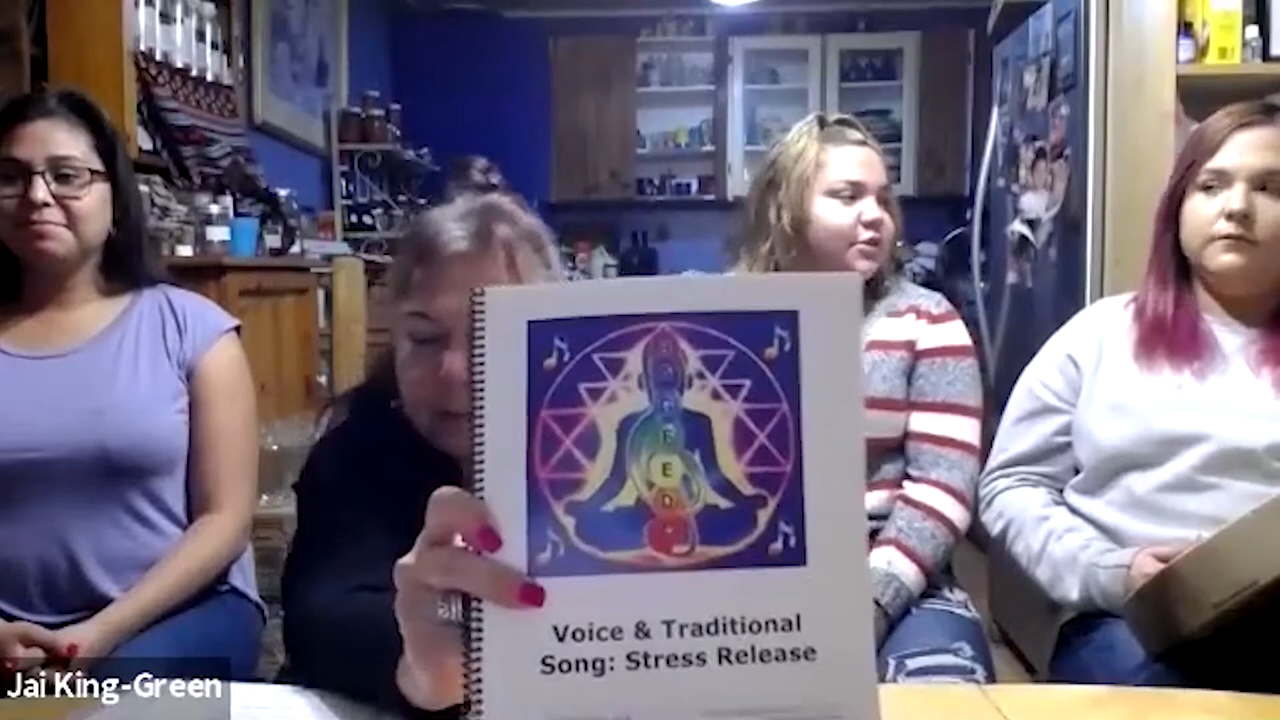 F
E
D
Voice & Traditional
Song: Stress Release
Jai King-Green